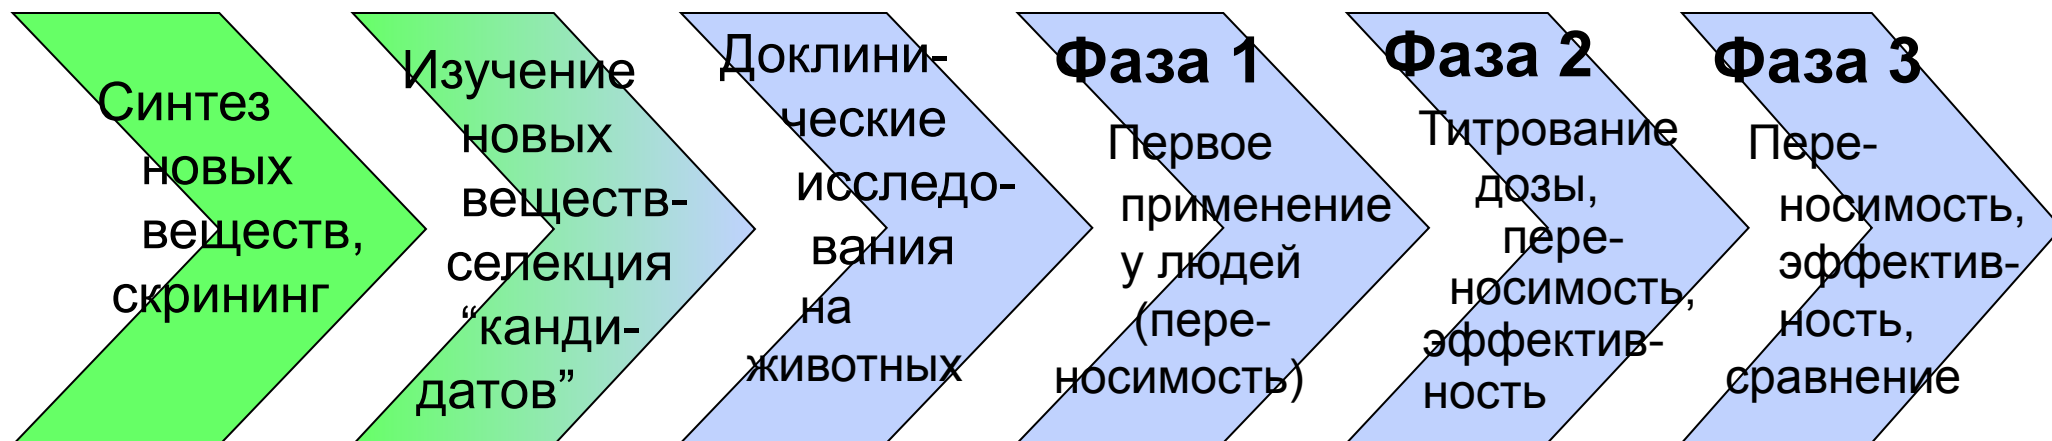 Синтез
новых
веществ,
скрининг
Изучение
новых
веществ-
селекция
“канди-
датов”
Доклини-
ческие
исследо-
вания
на
животных
Фаза 1
Первое
применение
у людей
(пере-
носимость)
Фаза 2
Титрование
дозы,
пере-
носимость,
эффектив-
ность
Фаза 3
Пере-
носимость,
эффектив-
ность,
сравнение